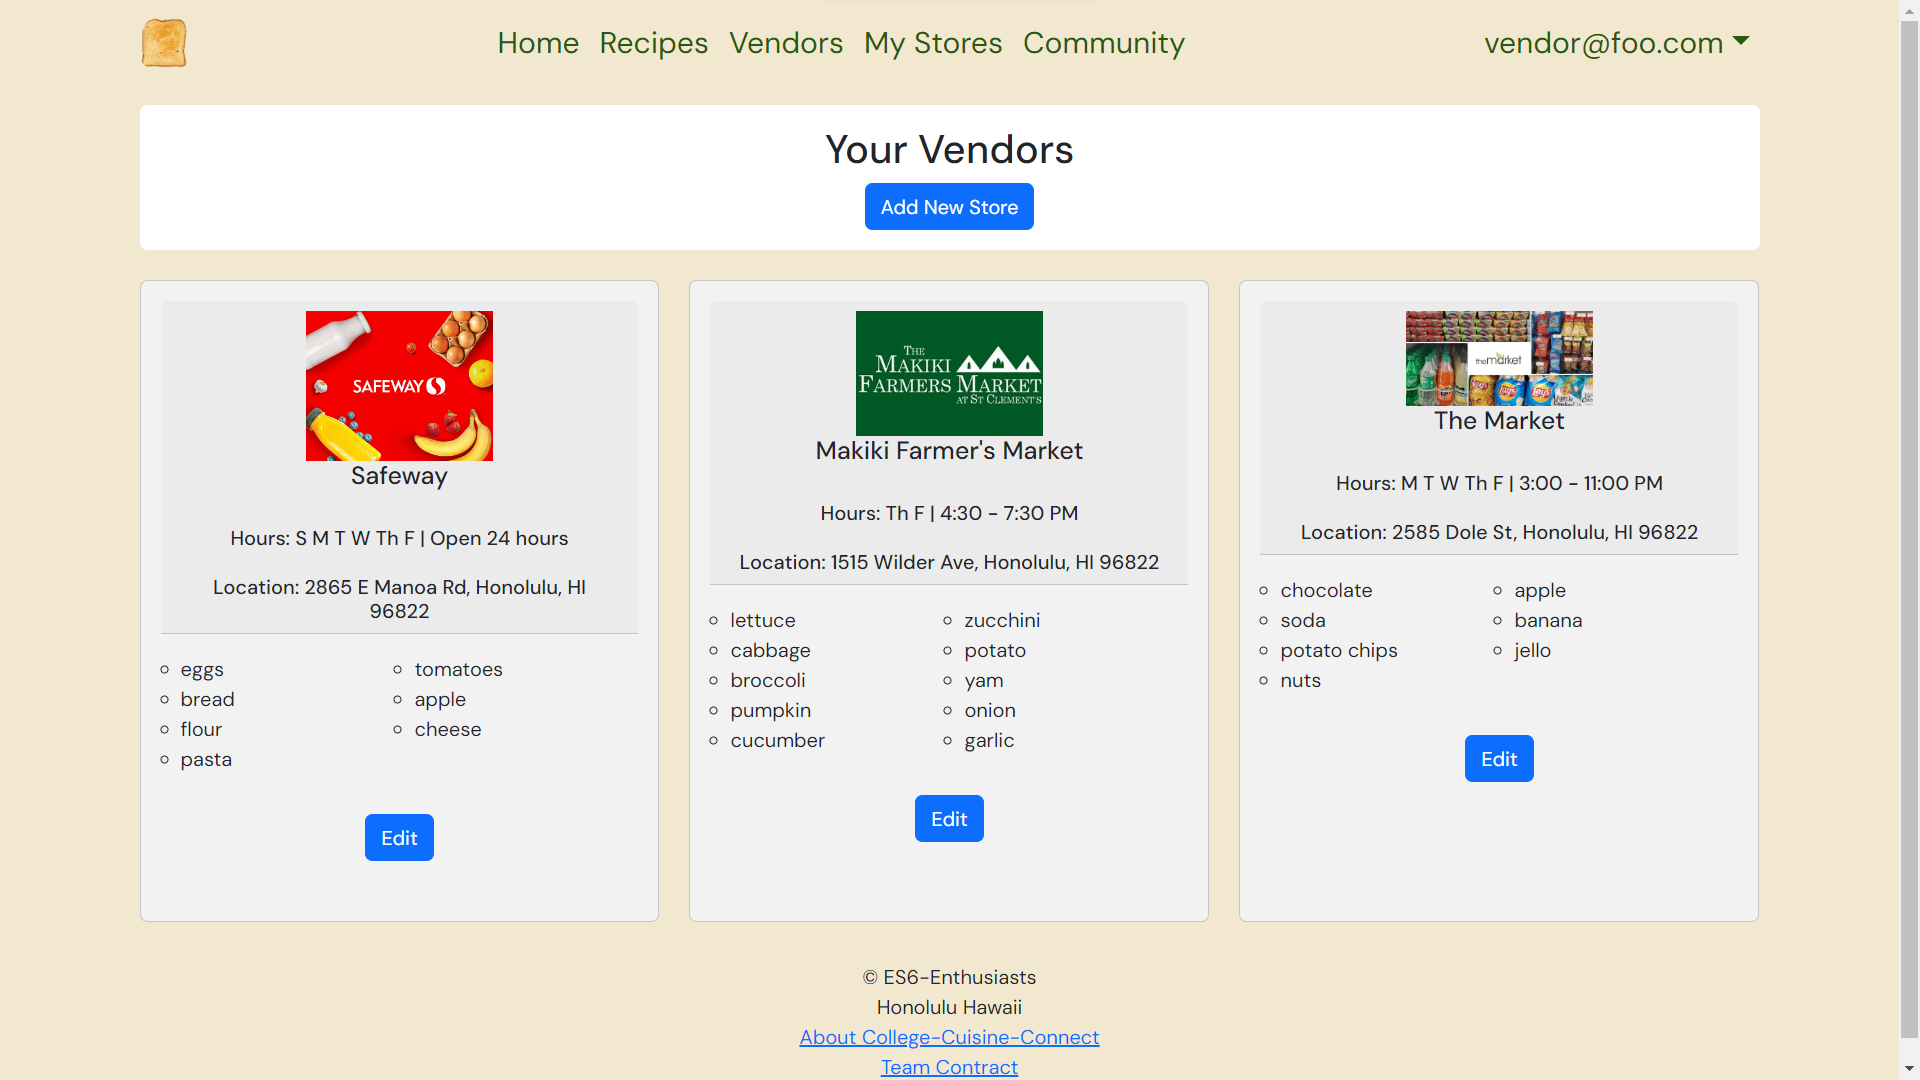 Home Recipes Vendors My Stores Community vendor@foo.com
Your Vendors
Add New Store
SAFEWAY
Safeway
Hours: S M T W Th F | Open 24 hours
Location: 2865 E Manoa Rd, Honolulu, HI
96822
eggs
bread
flour
pasta
tomatoes
apple
cheese
Edit
THE
MAKIKI
FARMERS MARKET
AT ST CLEMENT'S
Makiki Farmer's Market
Hours: Th F | 4:30 - 7:30 PM
Location: 1515 Wilder Ave, Honolulu, HI 96822
lettuce
cabbage
broccoli
pumpkin
cucumber
zucchini
potato
yam
onion
garlic
Edit
themarket
Lay's
Lay's
The Market
Hours: M T W Th F | 3:00 - 11:00 PM
Location: 2585 Dole St, Honolulu, HI 96822
chocolate
soda
potato chips
nuts
apple
banana
jello
Edit
© ES6-Enthusiasts
Honolulu Hawaii
About College-Cuisine-Connect
Team Contract